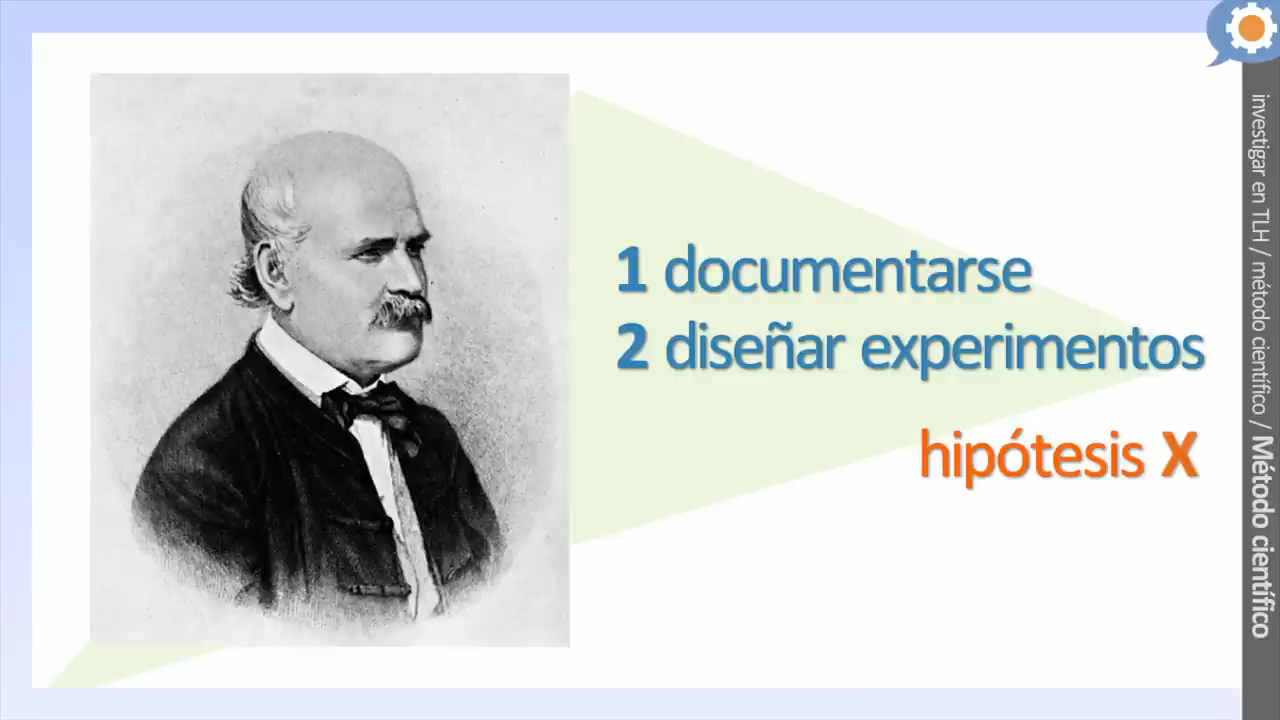 1 documentarse
2 diseñar experimentos
hipótesis X
investigar en TLH / método científico / Método científico